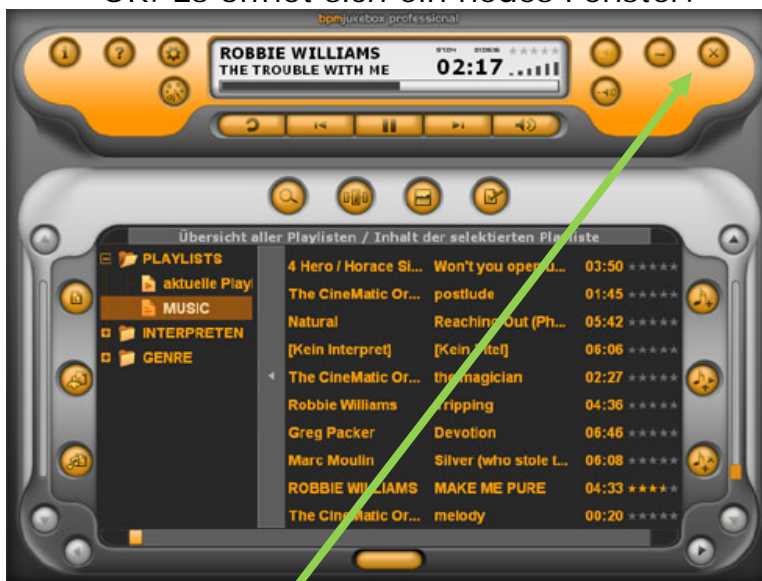 bpmjukebox professional
ROBBIE WILLIAMS
THE TROUBLE WITH ME
02:17
Übersicht aller Playlisten / Inhalt der selektierten
PLAYLISTS
aktuelle Playl
MUSIC
INTERPRETEN
GENRE
4 Hero / Horace Si... Won't you open 03:50
The CineMatic Or... postlude 01:45
Natural Reaching Out (Ph... 05:42
[Kein Interpret] [Kein Titel] 06:06
The CineMatic Or... the magician 02:27
Robbie Williams Tripping 04:36
Greg Packer Devotion 06:46
Marc Moulin Silver (who stole t... 06:08
ROBBIE WILLIAMS MAKE ME PURE 04:33
The CineMatic Or... melody 00:20